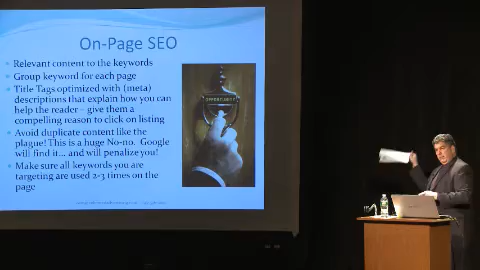 On-Page SEO
Relevant content to the keywords
Group keyword for each page
Title Tags optimized with (meta)
descriptions that explain how you can
help the reader – give them a
compelling reason to click on listing
Avoid duplicate content like the
plague! This is a huge No-no. Google
will find it... and will penalize you!
Make sure all keywords you are
targeting are used 2-3 times on the
page
OPPORTUNITY